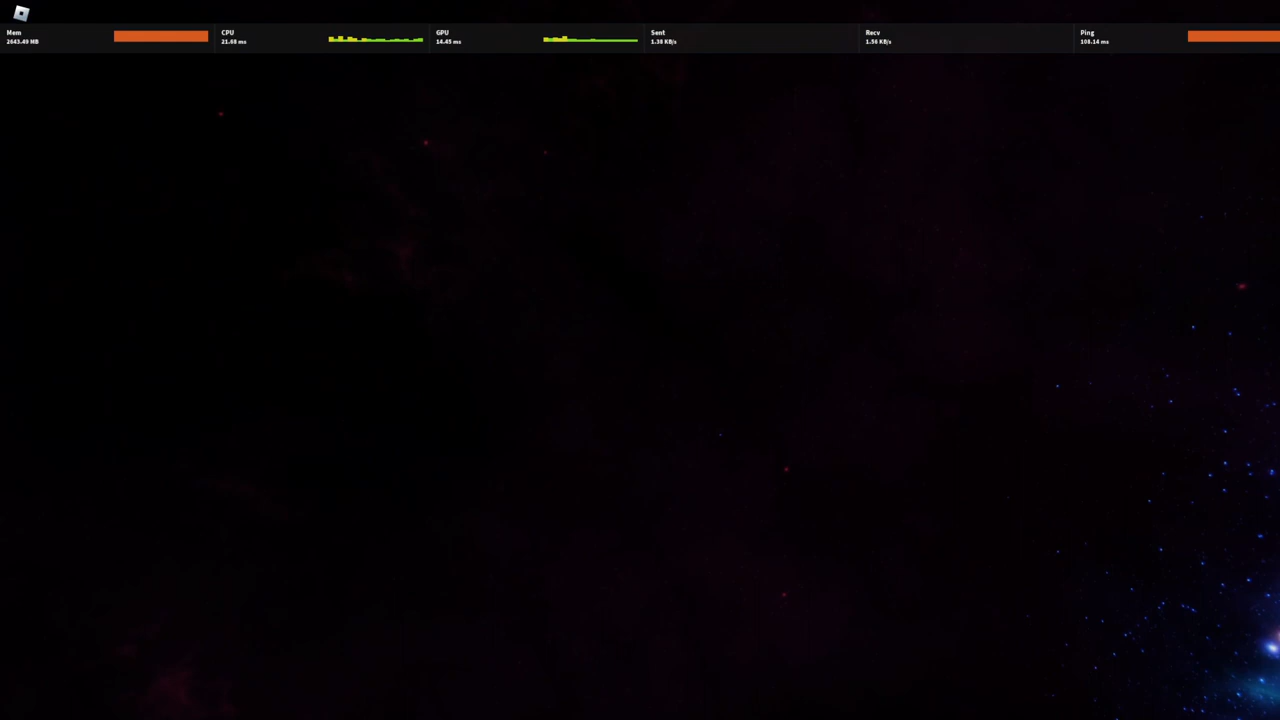 Mem
2643.49 MB
CPU
21.68 ms
GPU
14.45 ms
Sent
1.38 KB/s
Recv
1.56 KB/s
Ping
108.14 ms